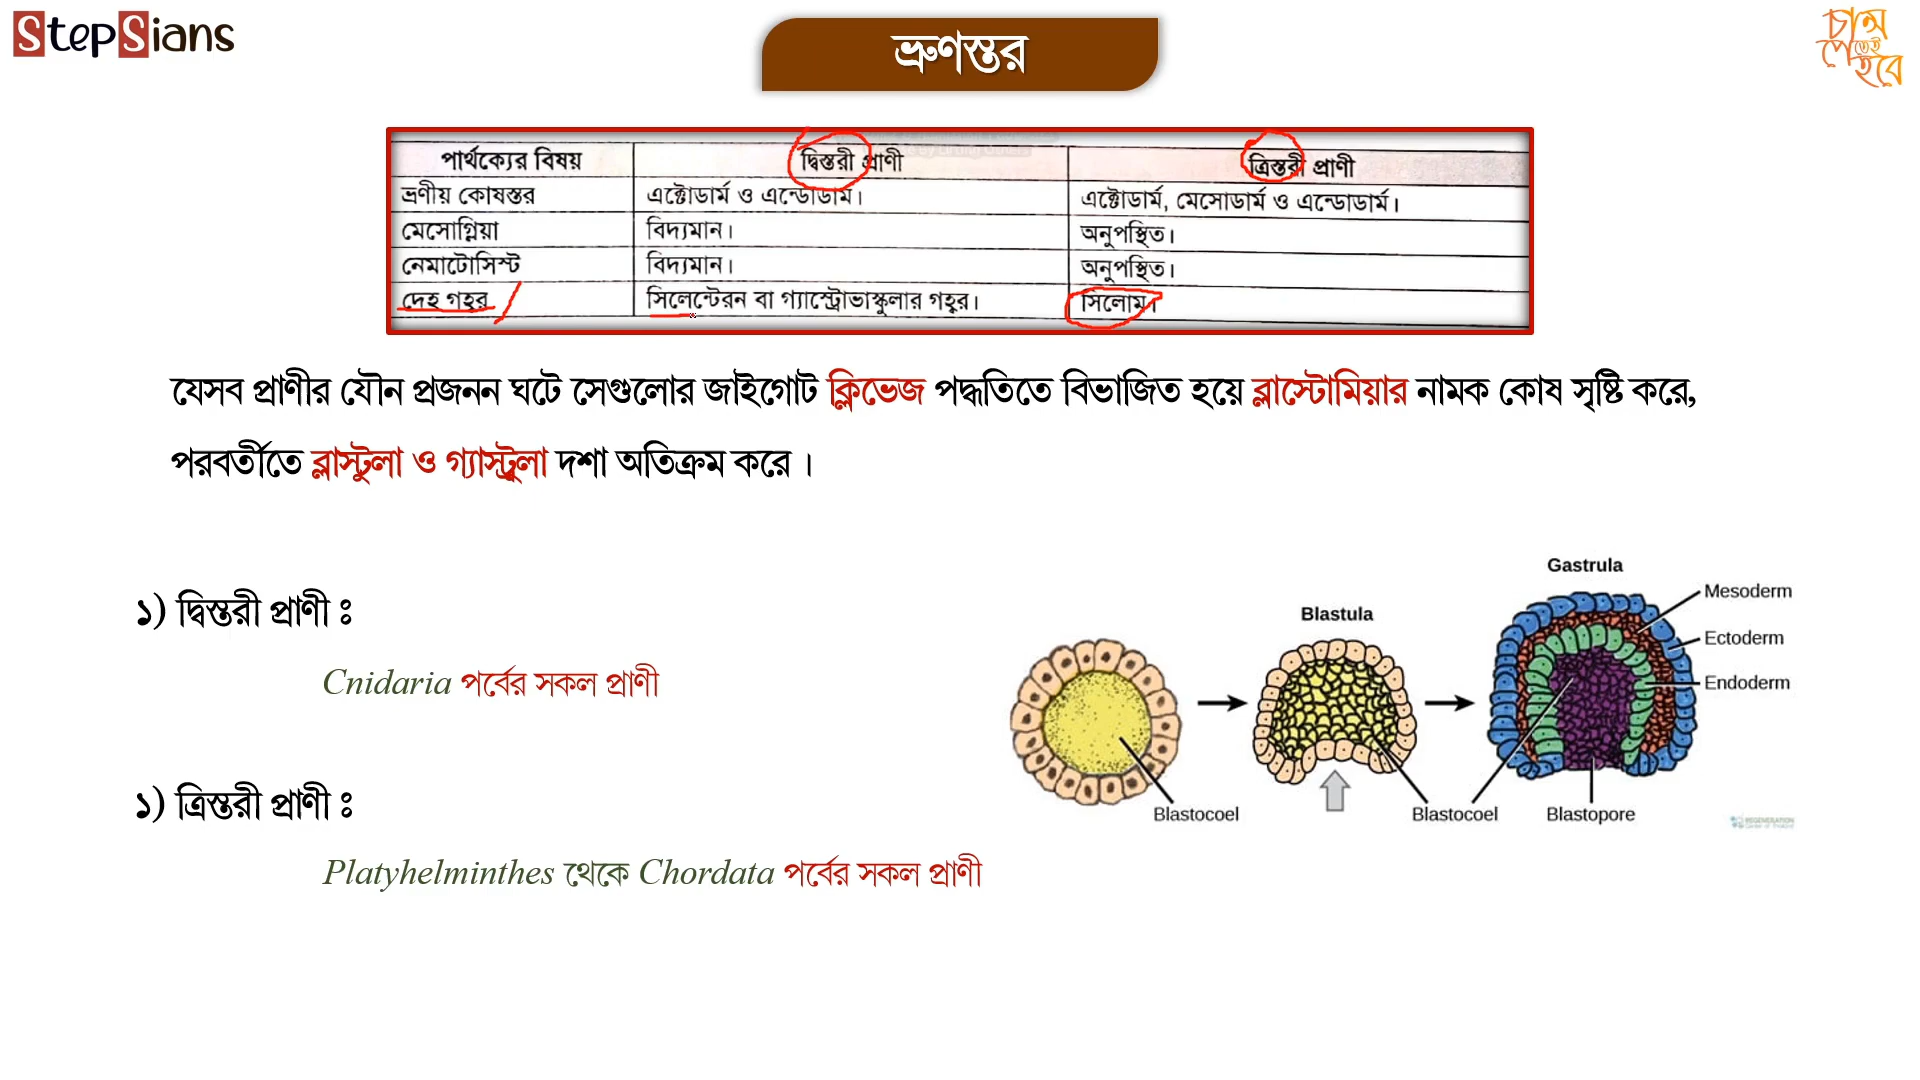 StepSians
ভ্রুণস্তর
চান্স
পেতেই
হবে
পার্থক্যের বিষয় দ্বিস্তরী প্রাণী ত্রিস্তরী প্রাণী
ভ্রূণীয় কোষস্তর এক্টোডার্ম ও এন্ডোডার্ম। এক্টোডার্ম, মেসোডার্ম ও এন্ডোডার্ম।
মেসোগ্লিয়া বিদ্যমান। অনুপস্থিত।
নেমাটোসিস্ট বিদ্যমান। অনুপস্থিত।
দেহ গহ্বর সিলেন্টেরন বা গ্যাস্ট্রোভাস্কুলার গহ্বর। সিলোম।
যেসব প্রাণীর যৌন প্রজনন ঘটে সেগুলোর জাইগোট ক্লিভেজ পদ্ধতিতে বিভাজিত হয়ে ব্লাস্টোমিয়ার নামক কোষ সৃষ্টি করে,
পরবর্তীতে ব্লাস্টুলা ও গ্যাস্ট্রুলা দশা অতিক্রম করে ।
১) দ্বিস্তরী প্রাণী ঃ
Cnidaria পর্বের সকল প্রাণী
১) ত্রিস্তরী প্রাণী ঃ
Platyhelminthes থেকে Chordata পর্বের সকল প্রাণী
Gastrula
Mesoderm
Blastula
Ectoderm
Endoderm
Blastocoel
Blastocoel
Blastopore